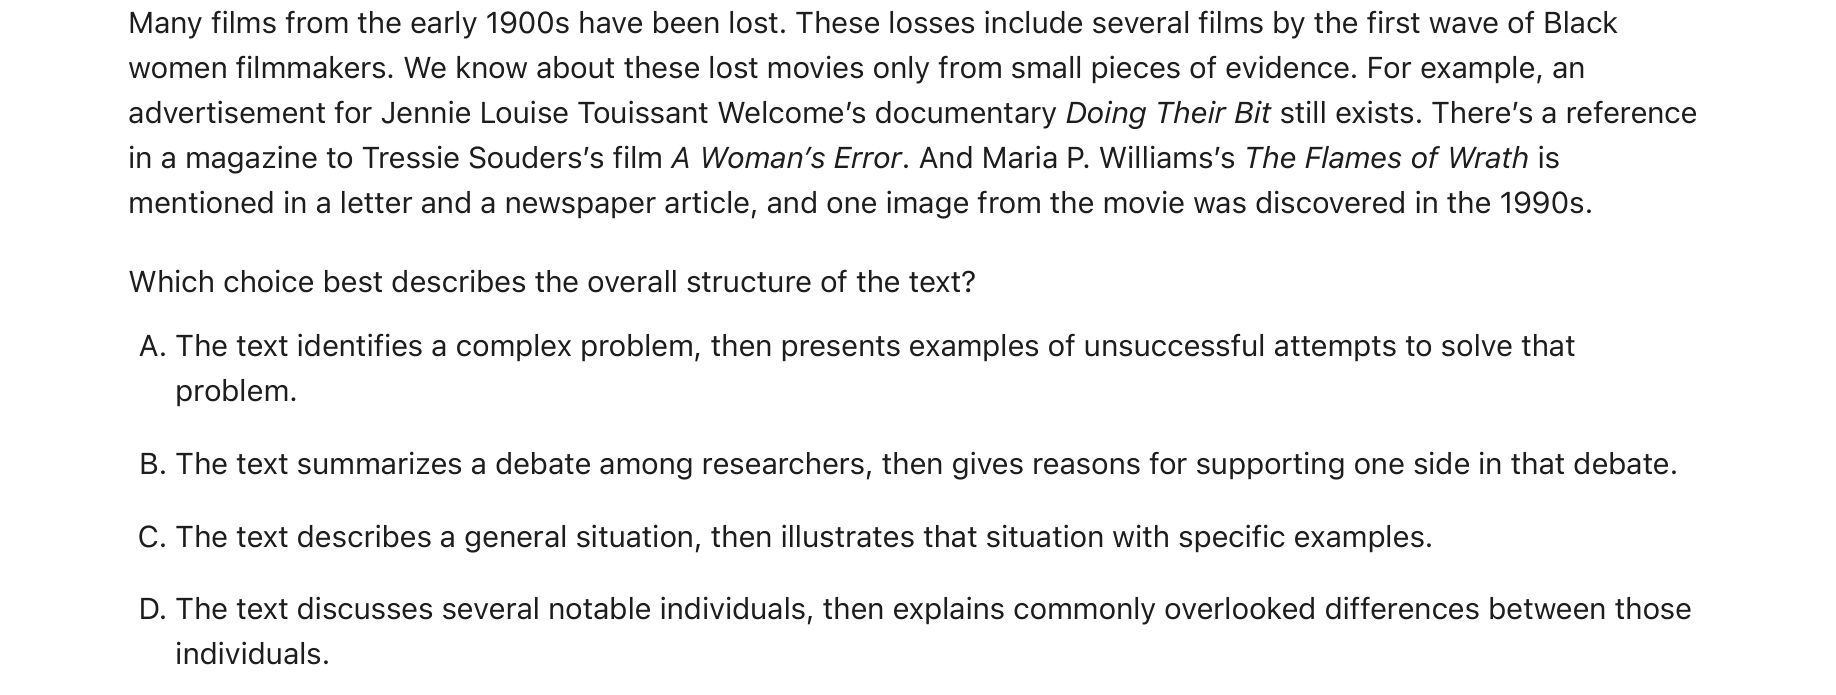 Many films from the early 1900s have been lost. These losses include several films by the first wave of Black
women filmmakers. We know about these lost movies only from small pieces of evidence. For example, an
advertisement for Jennie Louise Touissant Welcome’s documentary Doing Their Bit still exists. There’s a reference
in a magazine to Tressie Souders’s film A Woman’s Error. And Maria P. Williams’s The Flames of Wrath is
mentioned in a letter and a newspaper article, and one image from the movie was discovered in the 1990s.
Which choice best describes the overall structure of the text?
A. The text identifies a complex problem, then presents examples of unsuccessful attempts to solve that
problem.
B. The text summarizes a debate among researchers, then gives reasons for supporting one side in that debate.
C. The text describes a general situation, then illustrates that situation with specific examples.
D. The text discusses several notable individuals, then explains commonly overlooked differences between those
individuals.